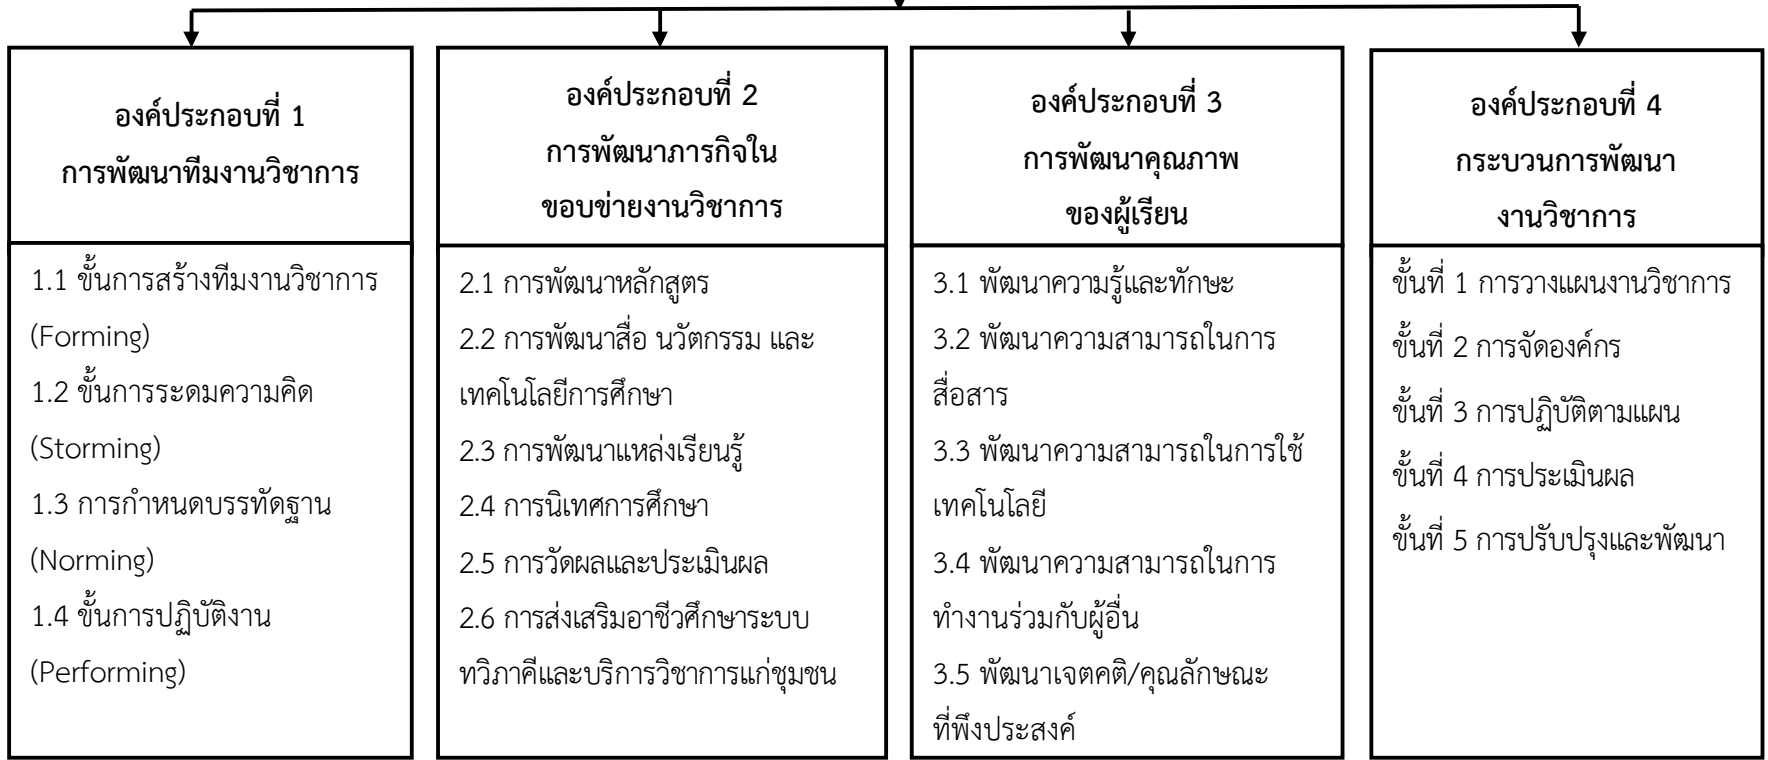 องค์ประกอบที่ 1
การพัฒนาทีมงานวิชาการ
1.1 ขั้นการสร้างทีมงานวิชาการ
(Forming)
1.2 ขั้นการระดมความคิด
(Storming)
1.3 การกำหนดบรรทัดฐาน
(Norming)
1.4 ขั้นการปฏิบัติงาน
(Performing)
องค์ประกอบที่ 2
การพัฒนาภารกิจใน
ขอบข่ายงานวิชาการ
2.1 การพัฒนาหลักสูตร
2.2 การพัฒนาสื่อ นวัตกรรม และ
เทคโนโลยีการศึกษา
2.3 การพัฒนาแหล่งเรียนรู้
2.4 การนิเทศการศึกษา
2.5 การวัดผลและประเมินผล
2.6 การส่งเสริมอาชีวศึกษาระบบ
ทวิภาคีและบริการวิชาการแก่ชุมชน
องค์ประกอบที่ 3
การพัฒนาคุณภาพ
ของผู้เรียน
3.1 พัฒนาความรู้และทักษะ
3.2 พัฒนาความสามารถในการ
สื่อสาร
3.3 พัฒนาความสามารถในการใช้
เทคโนโลยี
3.4 พัฒนาความสามารถในการ
ทำงานร่วมกับผู้อื่น
3.5 พัฒนาเจตคติ/คุณลักษณะ
ที่พึงประสงค์
องค์ประกอบที่ 4
กระบวนการพัฒนา
งานวิชาการ
ขั้นที่ 1 การวางแผนงานวิชาการ
ขั้นที่ 2 การจัดองค์กร
ขั้นที่ 3 การปฏิบัติตามแผน
ขั้นที่ 4 การประเมินผล
ขั้นที่ 5 การปรับปรุงและพัฒนา